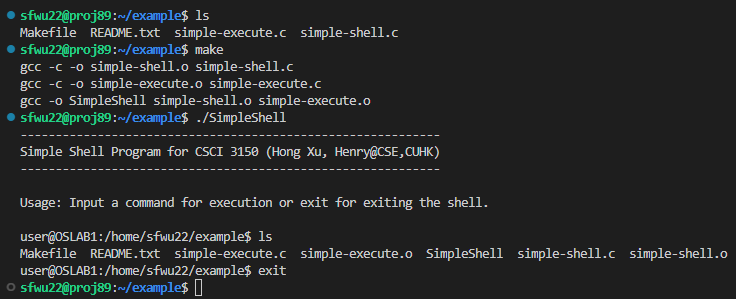 sfwu22@proj89:~/example$ ls
Makefile  README.txt  simple-execute.c  simple-shell.c
sfwu22@proj89:~/example$ make
gcc -c -o simple-shell.o simple-shell.c
gcc -c -o simple-execute.o simple-execute.c
gcc -o SimpleShell simple-shell.o simple-execute.o
sfwu22@proj89:~/example$ ./SimpleShell
--------------------------------------------------------
Simple Shell Program for CSCI 3150 (Hong Xu, Henry@CSE,CUHK)
--------------------------------------------------------
Usage: Input a command for execution or exit for exiting the shell.
user@OSLAB1:/home/sfwu22/example$ ls
Makefile  README.txt  simple-execute.c  simple-execute.o  SimpleShell  simple-shell.c  simple-shell.o
user@OSLAB1:/home/sfwu22/example$ exit
sfwu22@proj89:~/example$